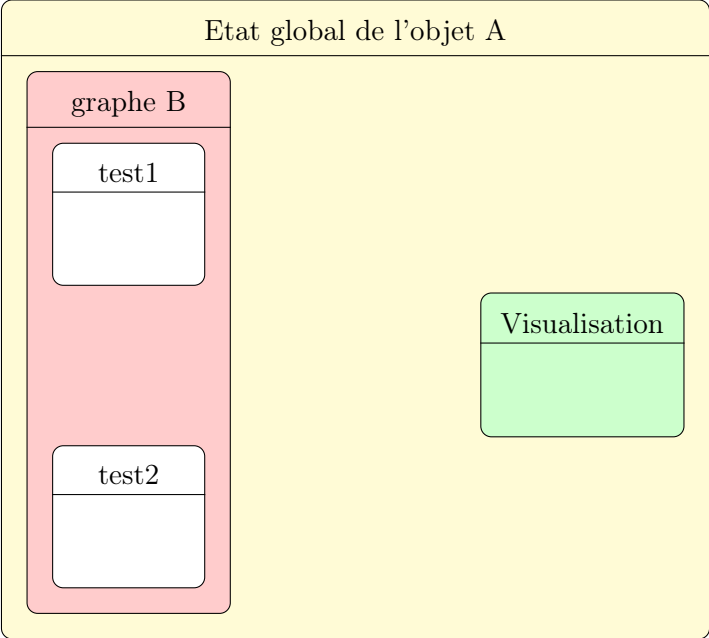 Etat global de l'objet A
graphe B
test1
Visualisation
test2